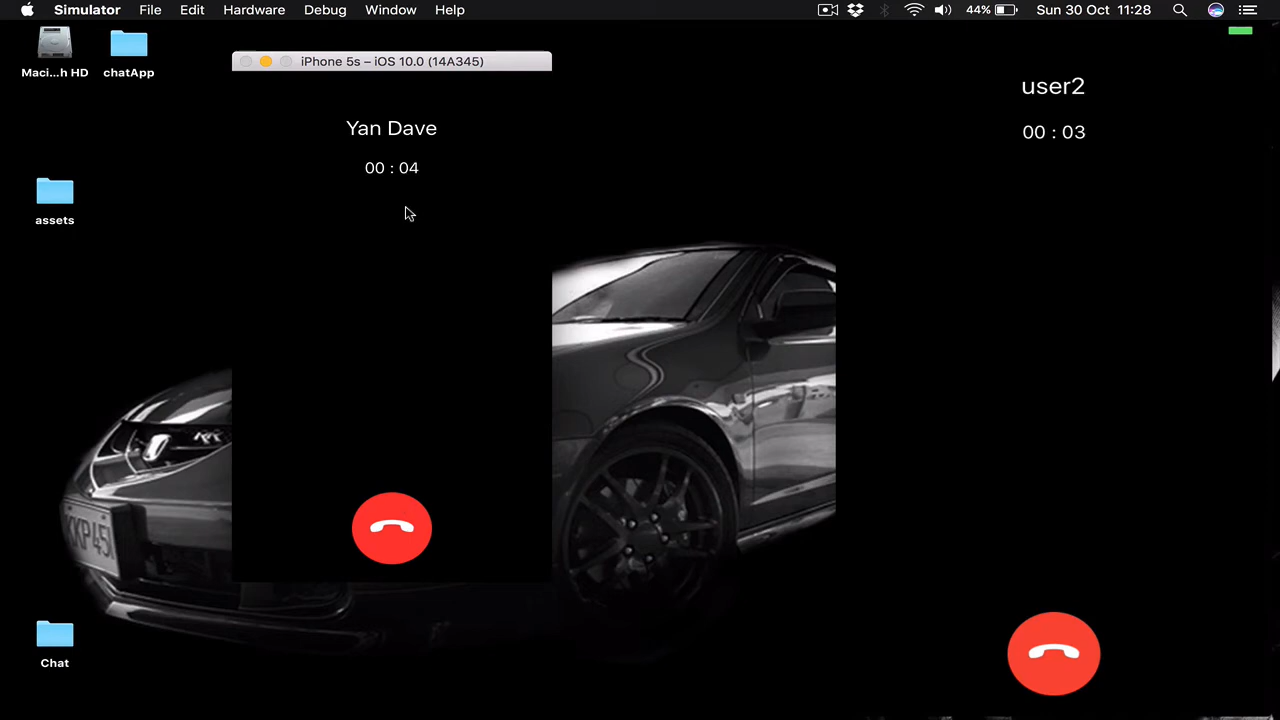 Simulator File Edit Hardware Debug Window Help 44% Sun 30 Oct 11:28
Maci...h HD
chatApp
iPhone 5s – iOS 10.0 (14A345)
user2
00 : 03
Yan Dave
00 : 04
assets
KKP45
Chat